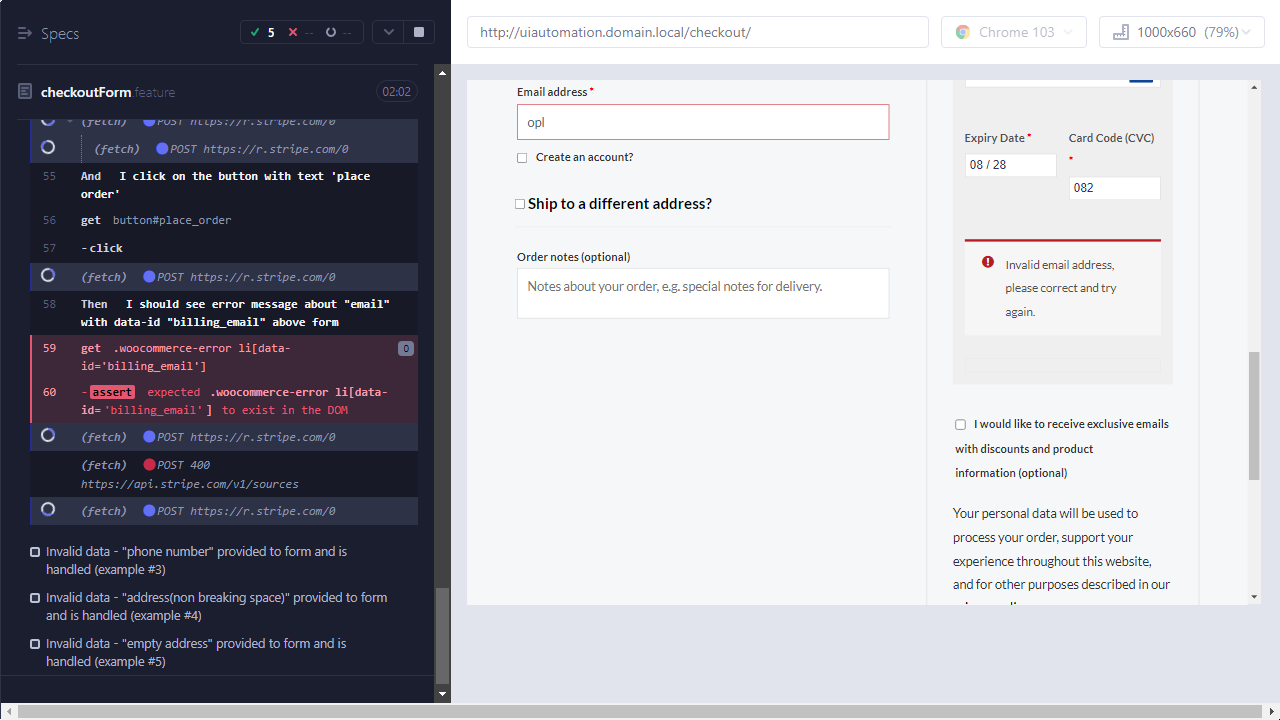 Specs
5
--
--
checkoutForm.feature
02:02
(fetch) POST https://r.stripe.com/0
(fetch) POST https://r.stripe.com/0
55 And I click on the button with text 'place
order'
56 get button#place_order
57 -click
(fetch) POST https://r.stripe.com/0
58 Then I should see error message about "email"
with data-id "billing_email" above form
59 get .woocommerce-error li[data-
id='billing_email']
0
60 -assert expected .woocommerce-error li[data-
id='billing_email'] to exist in the DOM
(fetch) POST https://r.stripe.com/0
(fetch) POST 400
https://api.stripe.com/v1/sources
(fetch) POST https://r.stripe.com/0
Invalid data - "phone number" provided to form and is
handled (example #3)
Invalid data - "address(non breaking space)" provided to form
and is handled (example #4)
Invalid data - "empty address" provided to form and is
handled (example #5)
http://uiautomation.domain.local/checkout/
Chrome 103
1000x660 (79%)
Email address *
opl
Create an account?
Ship to a different address?
Order notes (optional)
Notes about your order, e.g. special notes for delivery.
Expiry Date *
08 / 28
Card Code (CVC)
*
082
Invalid email address,
please correct and try
again.
I would like to receive exclusive emails
with discounts and product
information (optional)
Your personal data will be used to
process your order, support your
experience throughout this website,
and for other purposes described in our